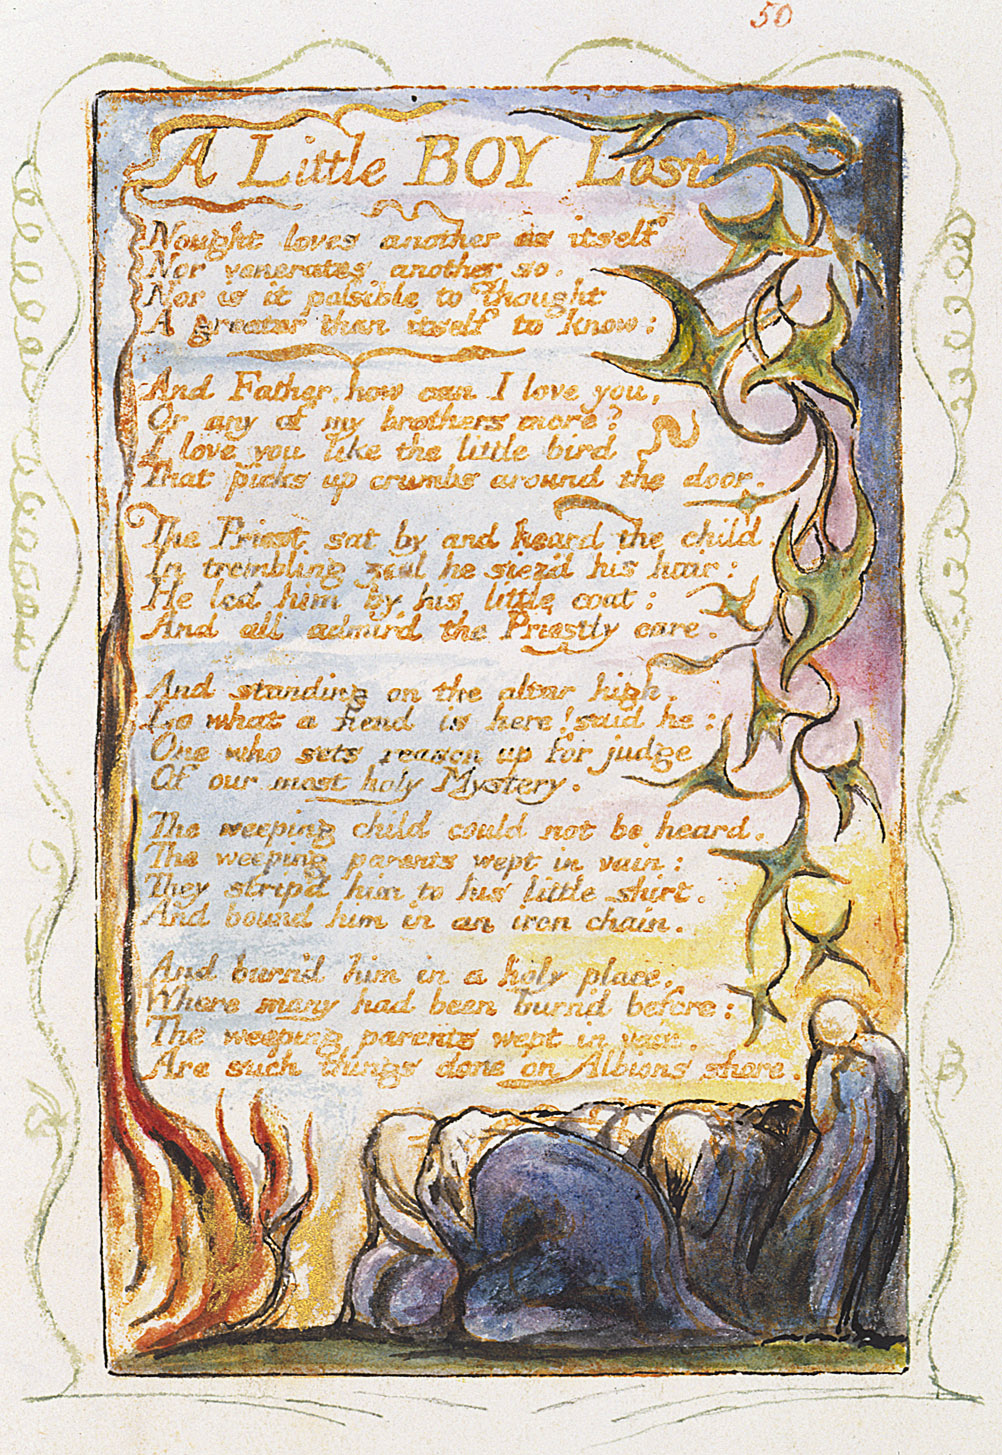 50
A Little BOY Lost
Nought loves another as itself
Nor venerates another so.
Nor is it possible to Thought
A greater than itself to know:
And Father, how can I love you,
Or any of my brothers more?
I love you like the little bird
That picks up crumbs around the door.
The Priest sat by and heard the child.
In trembling zeal he siez'd his hair:
He led him by his little coat:
And all admir'd the Priestly care.
And standing on the altar high.
Lo what a fiend is here! said he:
One who sets reason up for judge
Of our most holy Mystery.
The weeping child could not be heard.
The weeping parents wept in vain:
They strip'd him to his little shirt.
And bound him in an iron chain.
And burn'd him in a holy place,
Where many had been burn'd before:
The weeping parents wept in vain.
Are such things done on Albions shore.